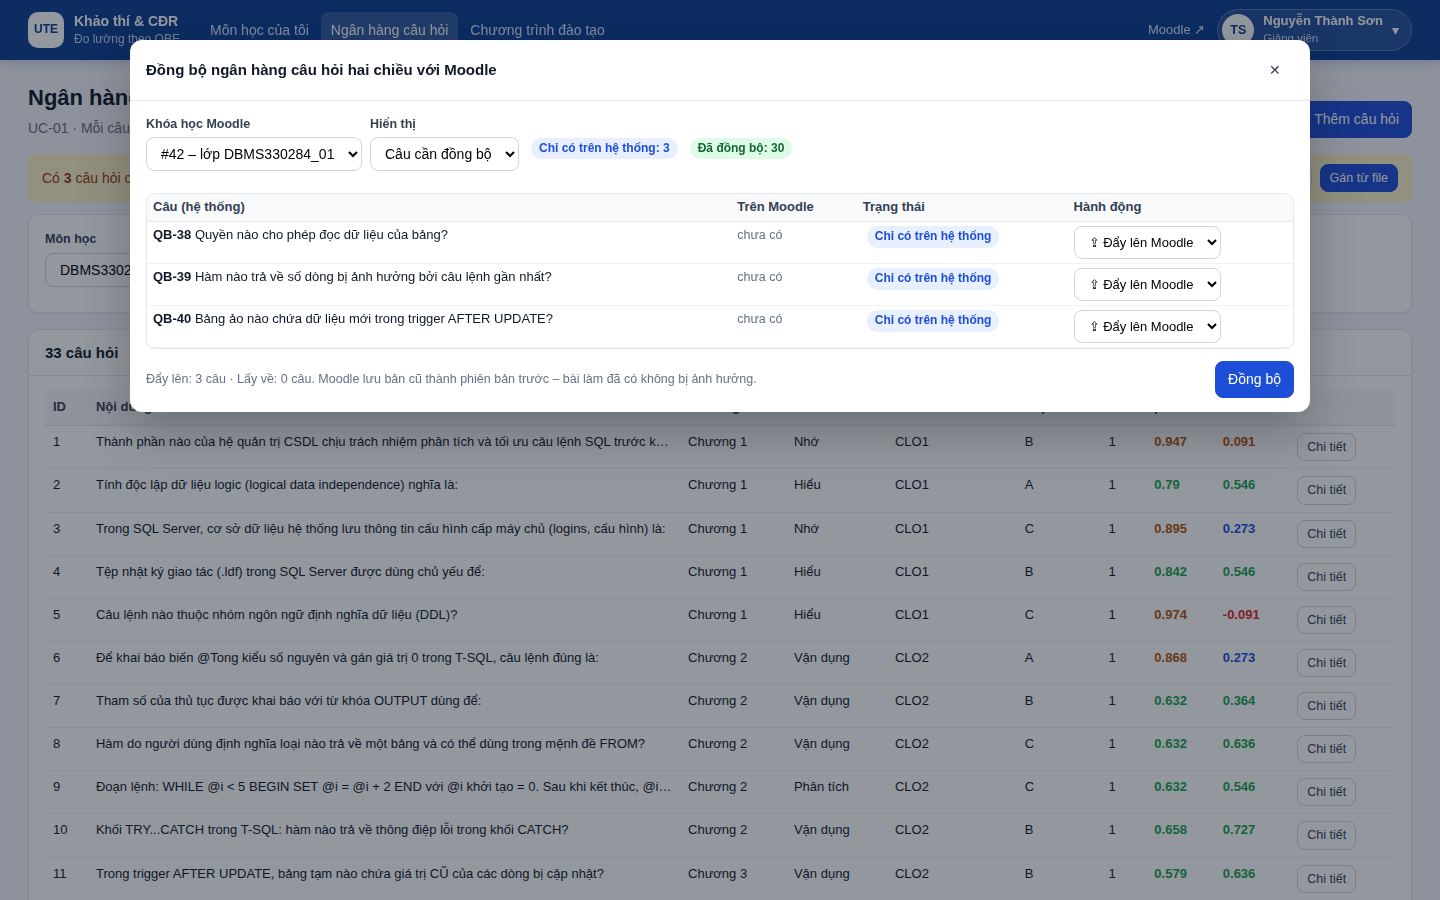 UTE
Khảo thí & CĐR
Đo lường theo OBE
Môn học của tôi
Ngân hàng câu hỏi
Chương trình đào tạo
Moodle ↗
TS
Nguyễn Thành Sơn
Giảng viên
▾
Đồng bộ ngân hàng câu hỏi hai chiều với Moodle
×
Ngân hàn
UC-01 · Mỗi câu
Thêm câu hỏi
Khóa học Moodle
Hiển thị
#42 – lớp DBMS330284_01
Câu cần đồng bộ
Chỉ có trên hệ thống: 3
Đã đồng bộ: 30
Có 3 câu hỏi c
Gán từ file
Câu (hệ thống) Trên Moodle Trạng thái Hành động
QB-38 Quyền nào cho phép đọc dữ liệu của bảng? chưa có Chỉ có trên hệ thống ⇪ Đẩy lên Moodle
QB-39 Hàm nào trả về số dòng bị ảnh hưởng bởi câu lệnh gần nhất? chưa có Chỉ có trên hệ thống ⇪ Đẩy lên Moodle
QB-40 Bảng ảo nào chứa dữ liệu mới trong trigger AFTER UPDATE? chưa có Chỉ có trên hệ thống ⇪ Đẩy lên Moodle
Môn học
DBMS3302
Đẩy lên: 3 câu · Lấy về: 0 câu. Moodle lưu bản cũ thành phiên bản trước – bài làm đã có không bị ảnh hưởng.
Đồng bộ
33 câu hỏi
ID Nội dung
1 Thành phần nào của hệ quản trị CSDL chịu trách nhiệm phân tích và tối ưu câu lệnh SQL trước k… Chương 1 Nhớ CLO1 B 1 0.947 0.091 Chi tiết
2 Tính độc lập dữ liệu logic (logical data independence) nghĩa là: Chương 1 Hiểu CLO1 A 1 0.79 0.546 Chi tiết
3 Trong SQL Server, cơ sở dữ liệu hệ thống lưu thông tin cấu hình cấp máy chủ (logins, cấu hình) là: Chương 1 Nhớ CLO1 C 1 0.895 0.273 Chi tiết
4 Tệp nhật ký giao tác (.ldf) trong SQL Server được dùng chủ yếu để: Chương 1 Hiểu CLO1 B 1 0.842 0.546 Chi tiết
5 Câu lệnh nào thuộc nhóm ngôn ngữ định nghĩa dữ liệu (DDL)? Chương 1 Hiểu CLO1 C 1 0.974 -0.091 Chi tiết
6 Để khai báo biến @Tong kiểu số nguyên và gán giá trị 0 trong T-SQL, câu lệnh đúng là: Chương 2 Vận dụng CLO2 A 1 0.868 0.273 Chi tiết
7 Tham số của thủ tục được khai báo với từ khóa OUTPUT dùng để: Chương 2 Vận dụng CLO2 B 1 0.632 0.364 Chi tiết
8 Hàm do người dùng định nghĩa loại nào trả về một bảng và có thể dùng trong mệnh đề FROM? Chương 2 Vận dụng CLO2 C 1 0.632 0.636 Chi tiết
9 Đoạn lệnh: WHILE @i < 5 BEGIN SET @i = @i + 2 END với @i khởi tạo = 0. Sau khi kết thúc, @i… Chương 2 Phân tích CLO2 C 1 0.632 0.546 Chi tiết
10 Khối TRY...CATCH trong T-SQL: hàm nào trả về thông điệp lỗi trong khối CATCH? Chương 2 Vận dụng CLO2 B 1 0.658 0.727 Chi tiết
11 Trong trigger AFTER UPDATE, bảng tạm nào chứa giá trị CŨ của các dòng bị cập nhật? Chương 3 Vận dụng CLO2 B 1 0.579 0.636 Chi tiết